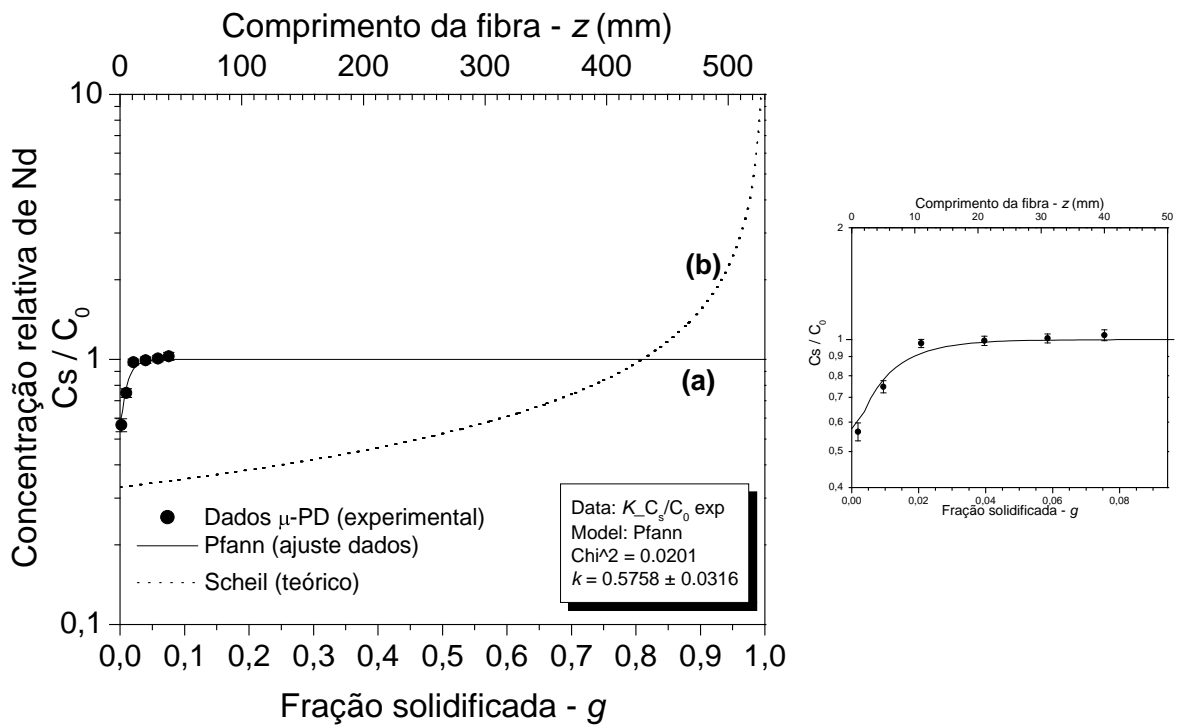 Comprimento da fibra - z (mm)
0 100 200 300 400 500
Concentração relativa de Nd
Cs / C0
10
1
0,1
(b)
(a)
Dados μ-PD (experimental)
Pfann (ajuste dados)
Scheil (teórico)
Data: K_Cs/C0 exp
Model: Pfann
Chi^2 = 0.0201
k = 0.5758 ± 0.0316
0,0 0,1 0,2 0,3 0,4 0,5 0,6 0,7 0,8 0,9 1,0
Fração solidificada - g
Comprimento da fibra - z (mm)
0 10 20 30 40 50
Cs / C0
2
1
0,9
0,8
0,7
0,6
0,5
0,4
0,00 0,02 0,04 0,06 0,08
Fração solidificada - g